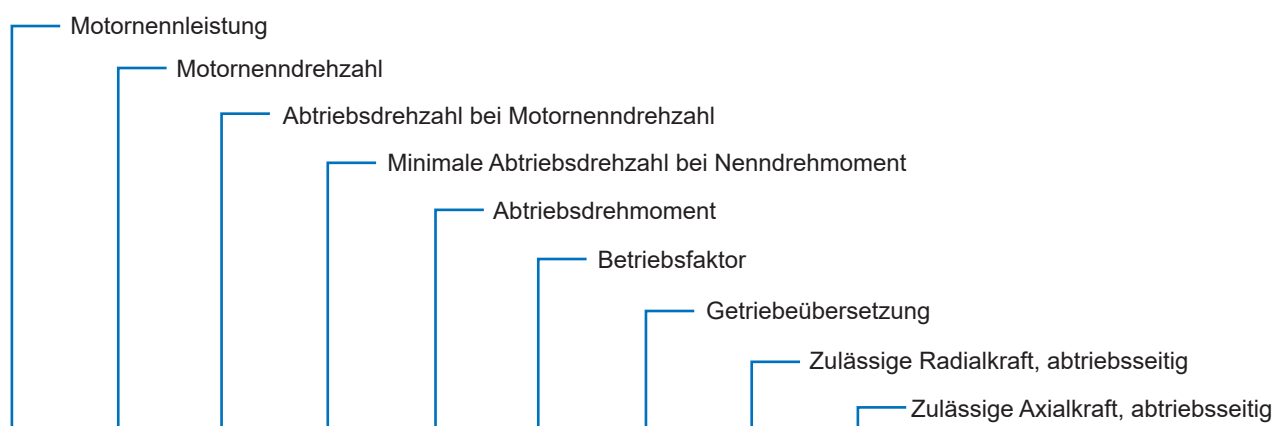 Motornennleistung
Motornenndrehzahl
Abtriebsdrehzahl bei Motornenndrehzahl
Minimale Abtriebsdrehzahl bei Nenndrehmoment
Abtriebsdrehmoment
Betriebsfaktor
Getriebeübersetzung
Zulässige Radialkraft, abtriebsseitig
Zulässige Axialkraft, abtriebsseitig